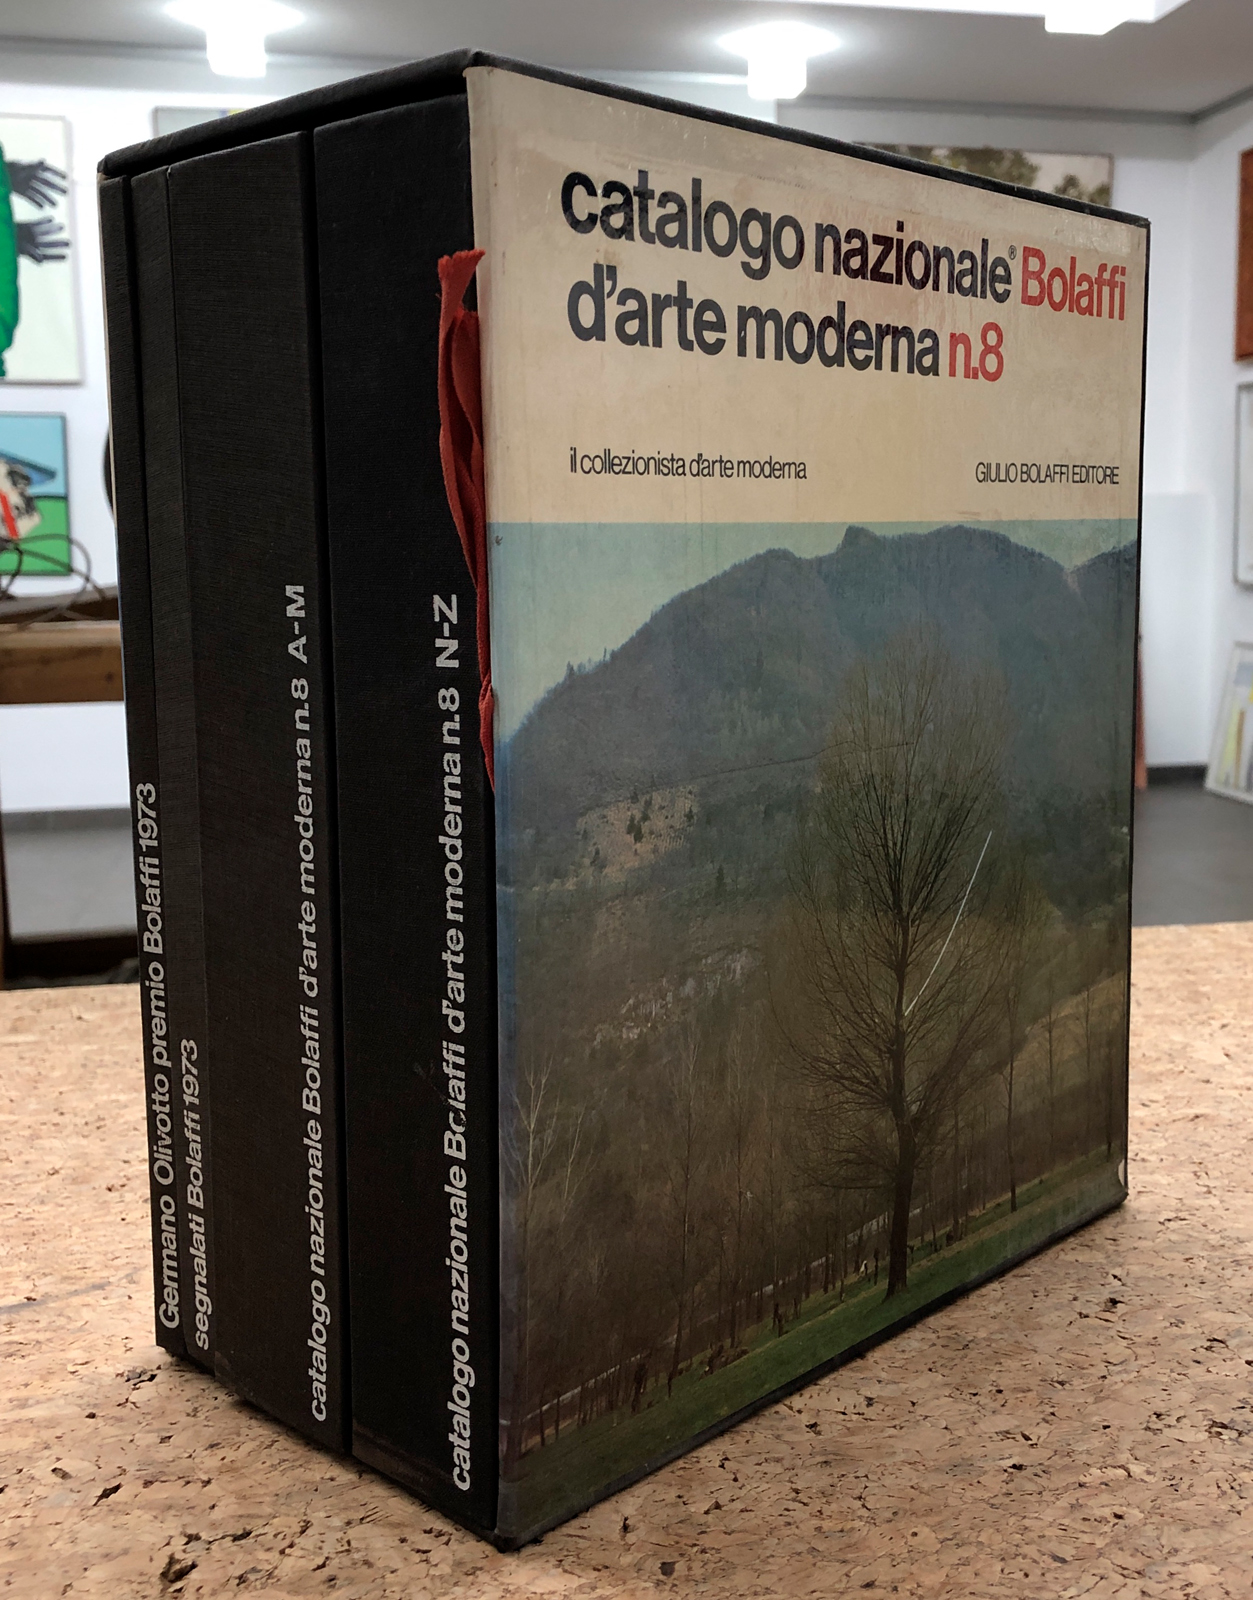 catalogo nazionale® Bolaffi
d'arte moderna n.8
il collezionista d'arte moderna
GIULIO BOLAFFI EDITORE
Germano Olivotto premio Bolaffi 1973
segnalati Bolaffi 1973
catalogo nazionale Bolaffi d'arte moderna n.8 A-M
catalogo nazionale Bolaffi d'arte moderna n.8 N-Z